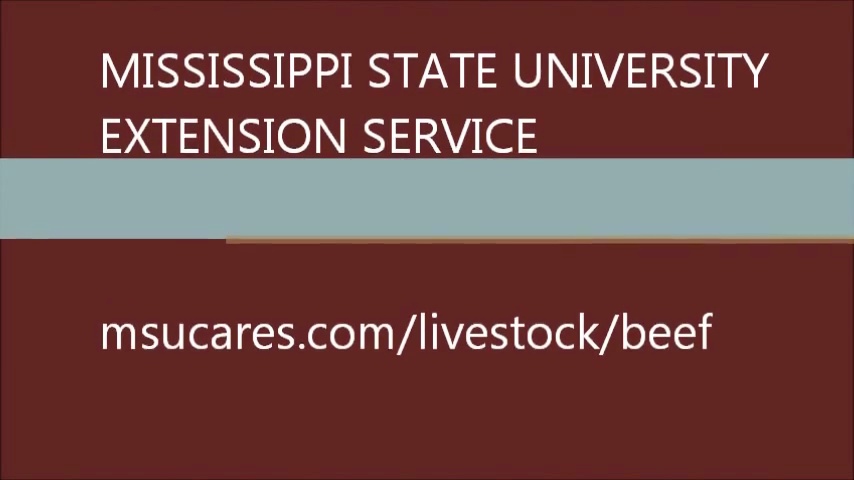 MISSISSIPPI STATE UNIVERSITY
EXTENSION SERVICE
msucares.com/livestock/beef